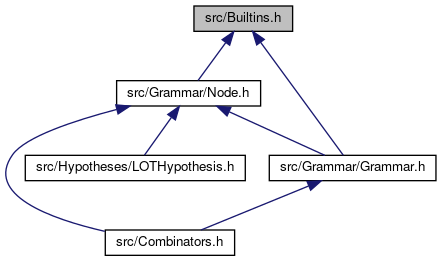 src/Builtins.h
src/Grammar/Node.h
src/Hypotheses/LOTHypothesis.h
src/Grammar/Grammar.h
src/Combinators.h